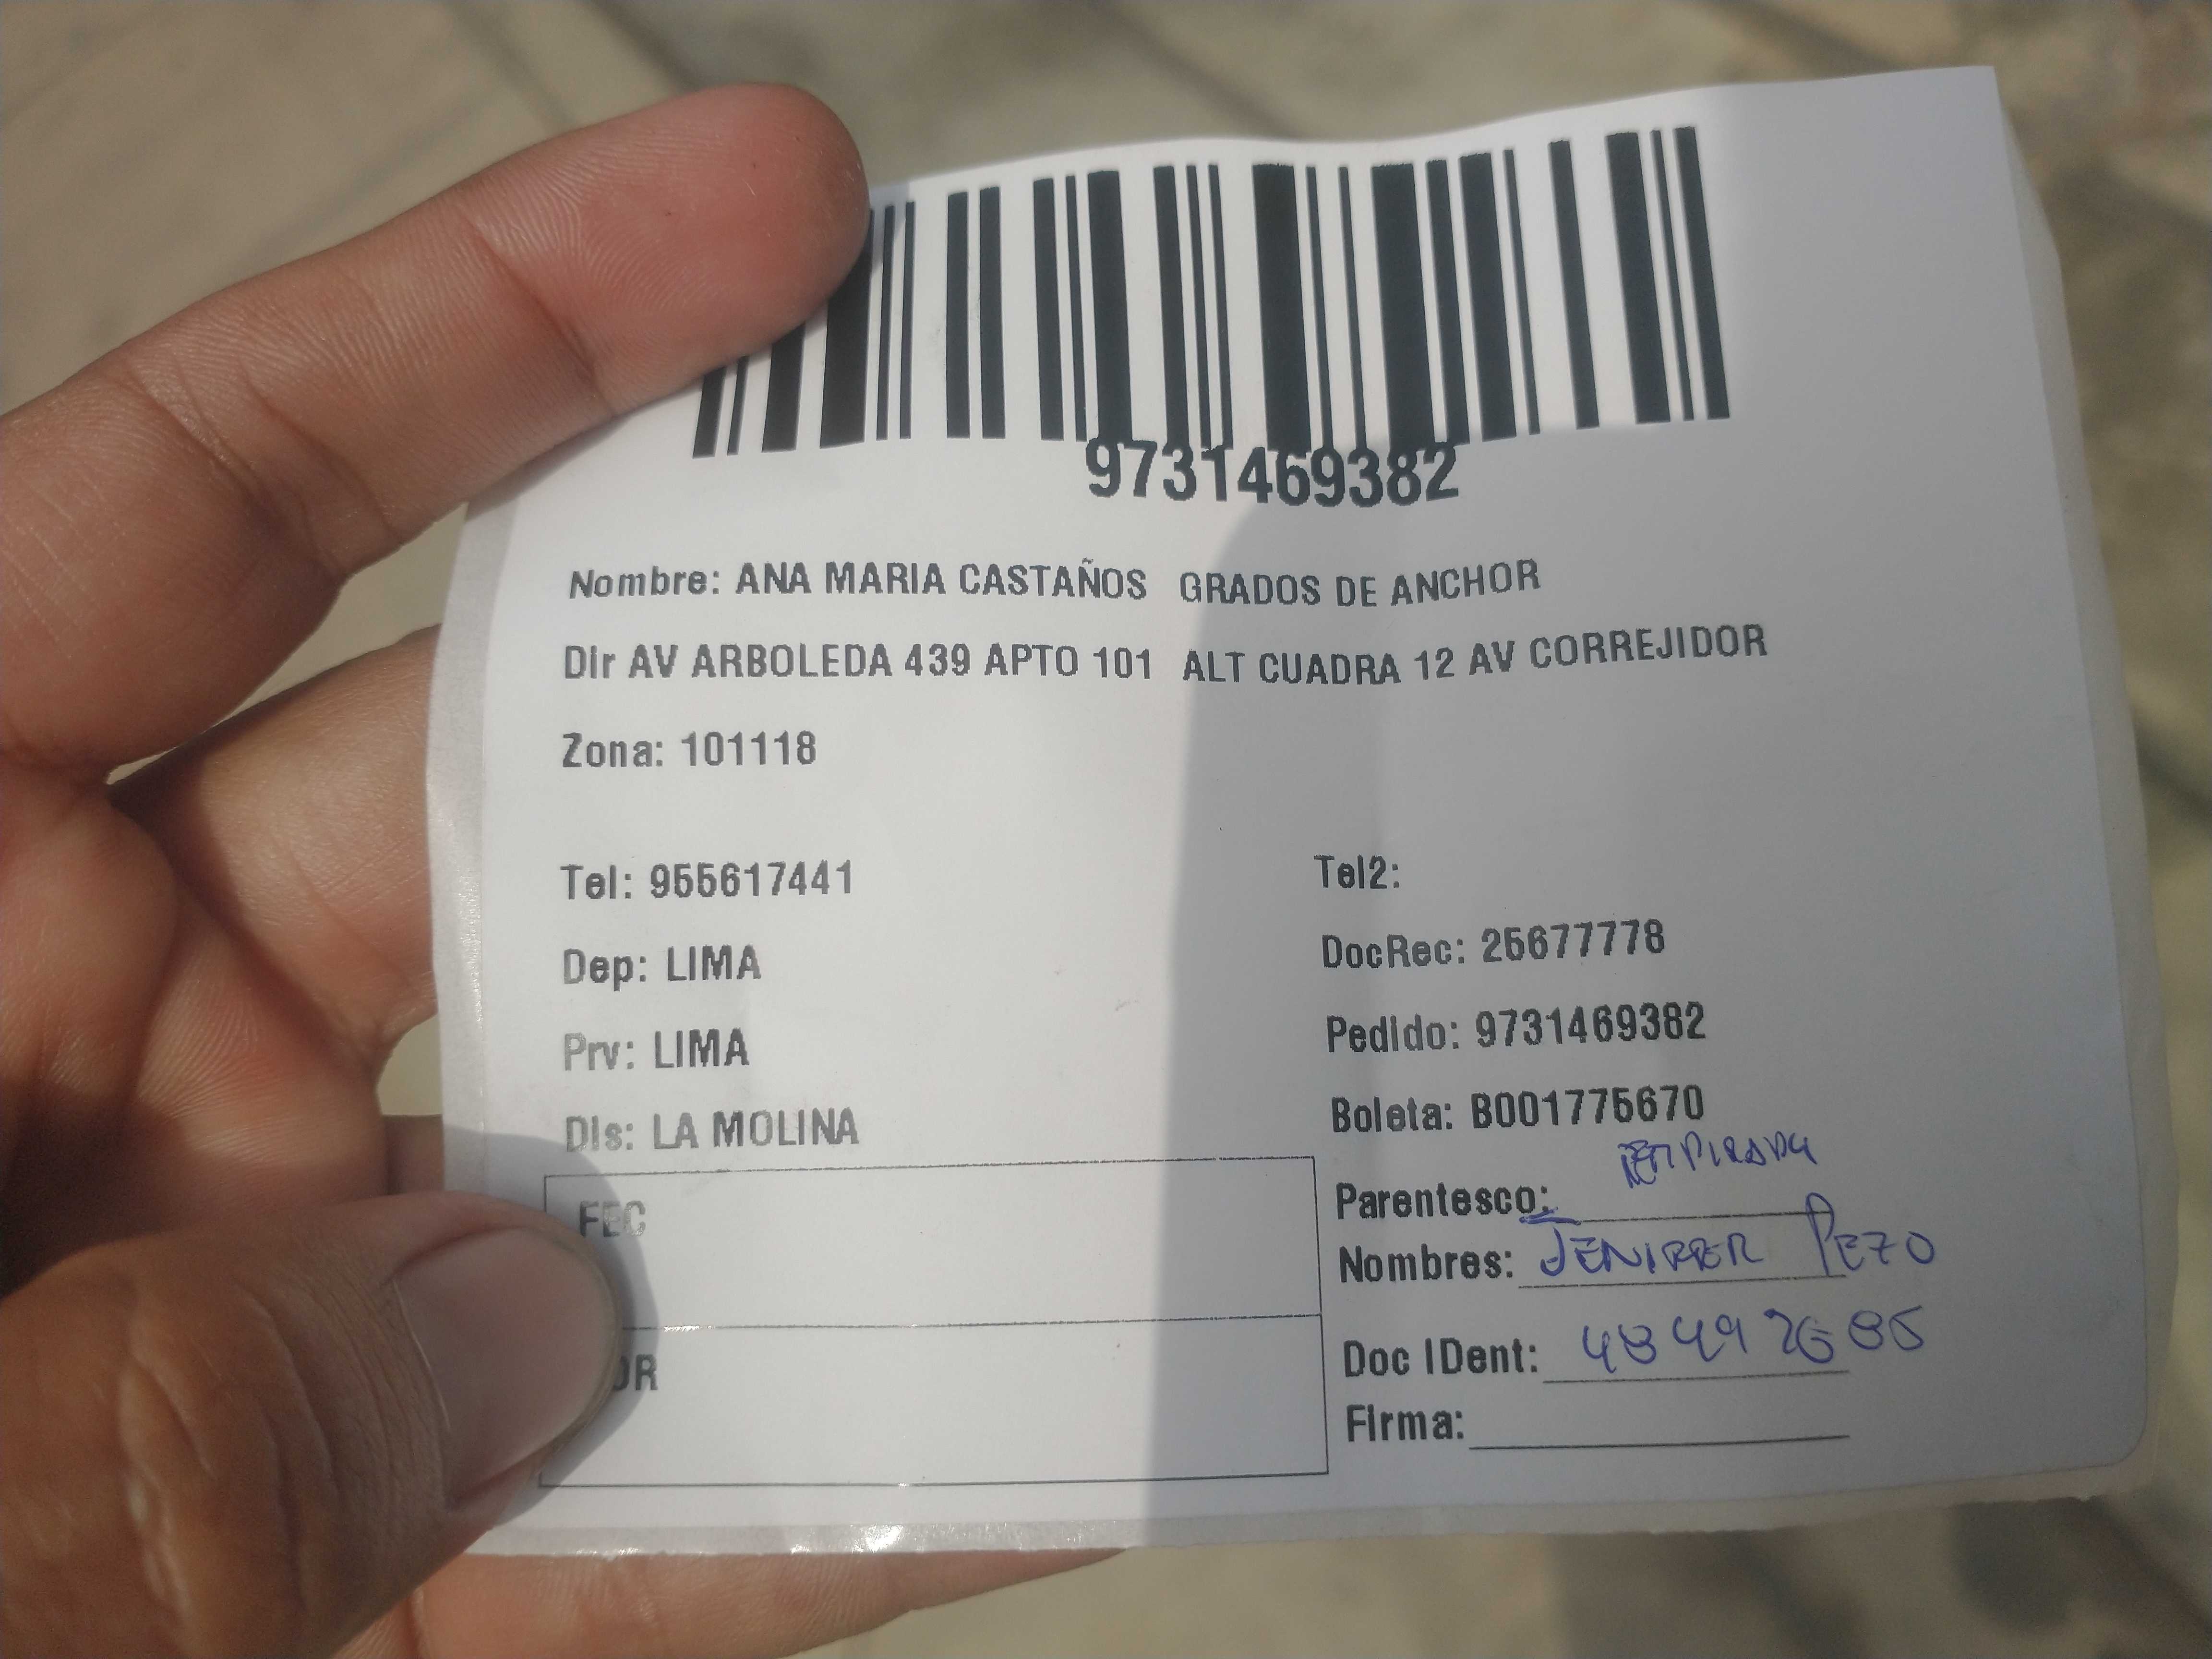 9731469382
Nombre: ANA MARIA CASTAÑOS GRADOS DE ANCHOR
Dir AV ARBOLEDA 439 APTO 101 ALT CUADRA 12 AV CORREJIDOR
Zona: 101118
Tel: 955617441 Tel2:
Dep: LIMA DocRec: 25677778
Prv: LIMA Pedido: 9731469382
Dis: LA MOLINA Boleta: B001775670
FEC Parentesco:
Nombres: JENIFFER PEZO
Doc IDent:
Firma: